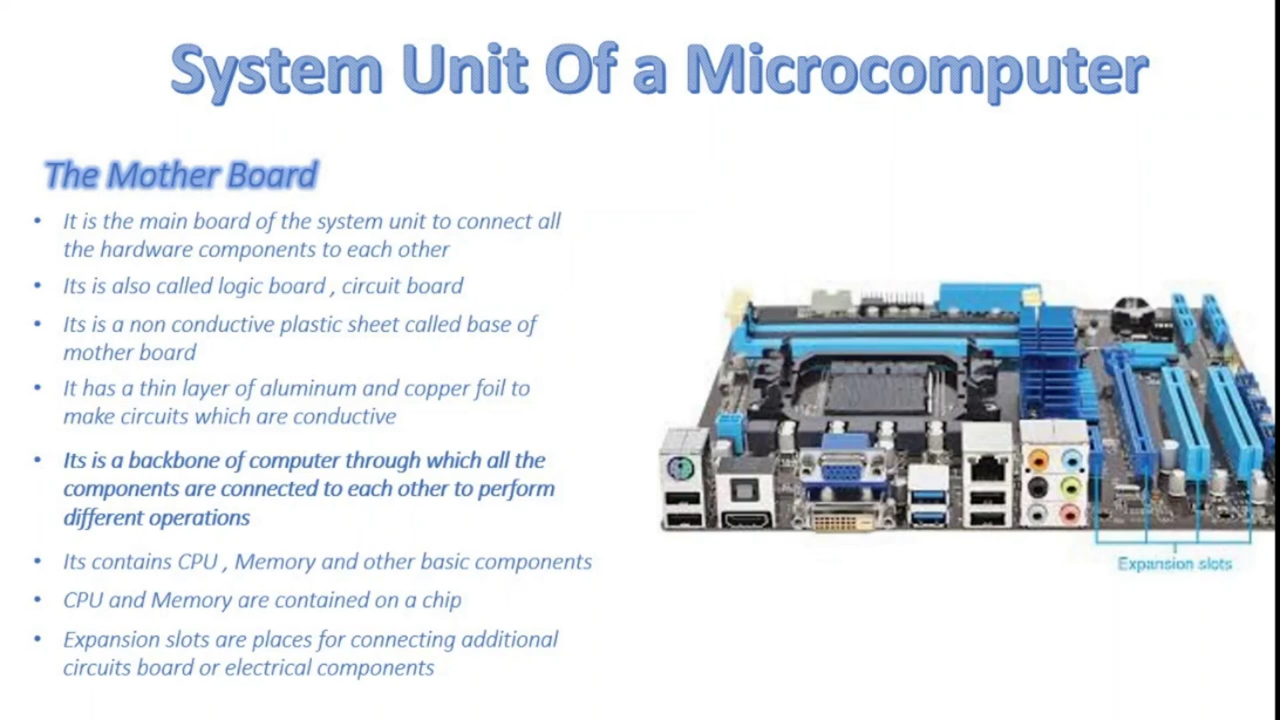 System Unit Of a Microcomputer
The Mother Board
• It is the main board of the system unit to connect all
the hardware components to each other
• Its is also called logic board , circuit board
• Its is a non conductive plastic sheet called base of
mother board
• It has a thin layer of aluminum and copper foil to
make circuits which are conductive
• Its is a backbone of computer through which all the
components are connected to each other to perform
different operations
• Its contains CPU , Memory and other basic components
• CPU and Memory are contained on a chip
• Expansion slots are places for connecting additional
circuits board or electrical components
Expansion slots